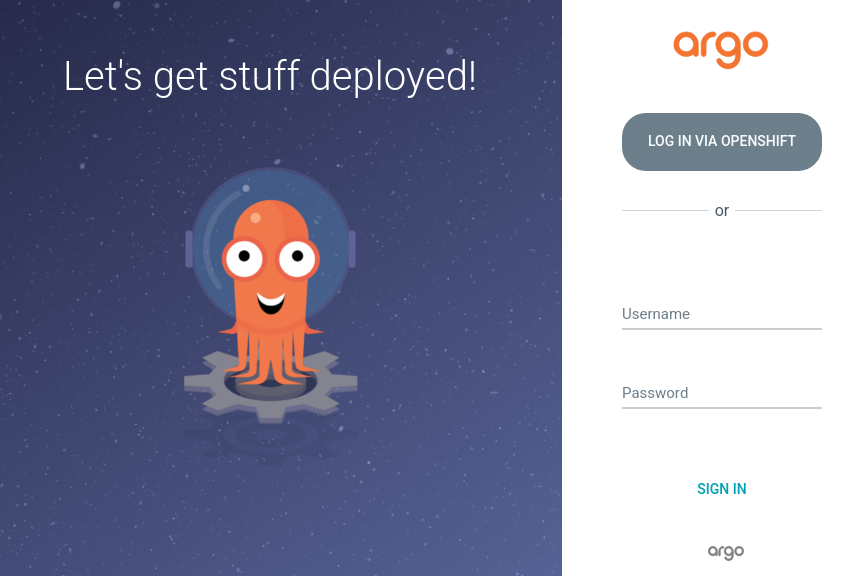 Let's get stuff deployed!
argo
LOG IN VIA OPENSHIFT
or
Username
Password
SIGN IN
argo